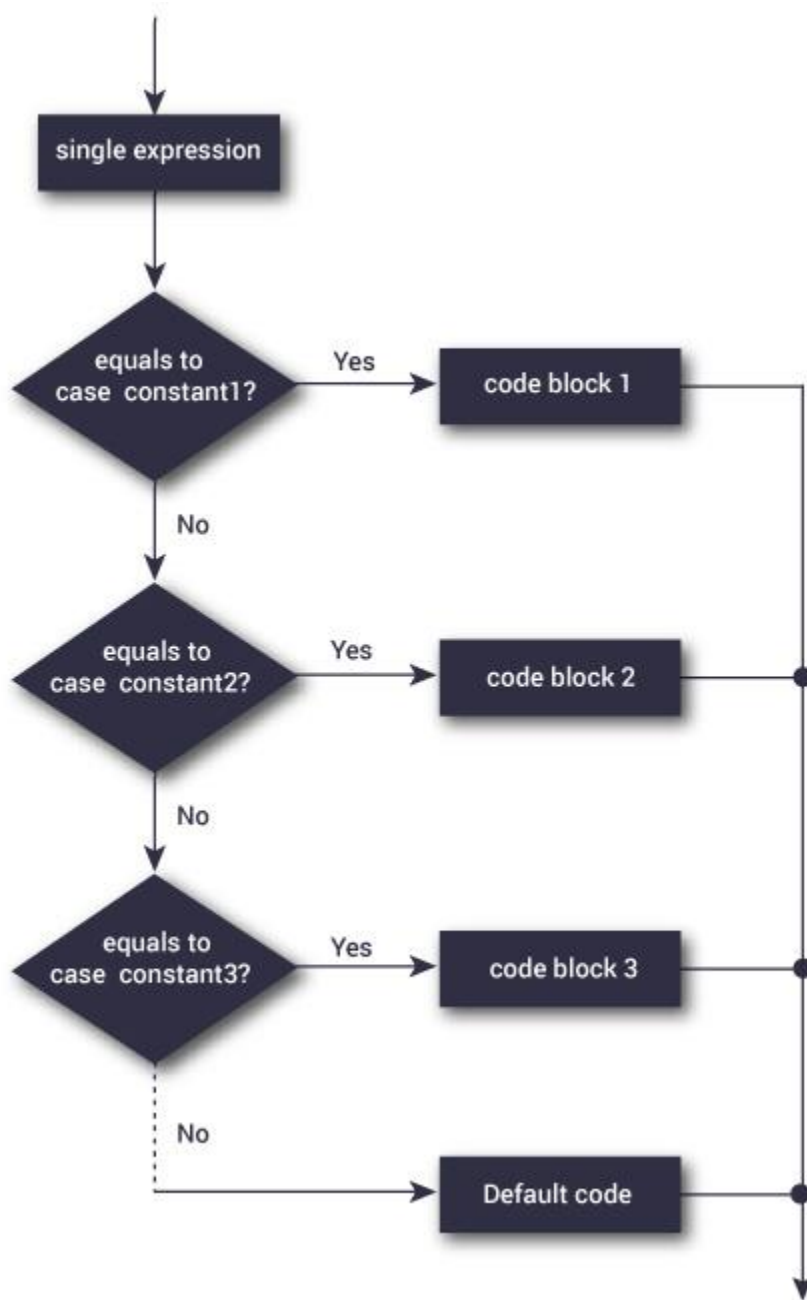 single expression
equals to
case constant1?
Yes
code block 1
No
equals to
case constant2?
Yes
code block 2
No
equals to
case constant3?
Yes
code block 3
No
Default code